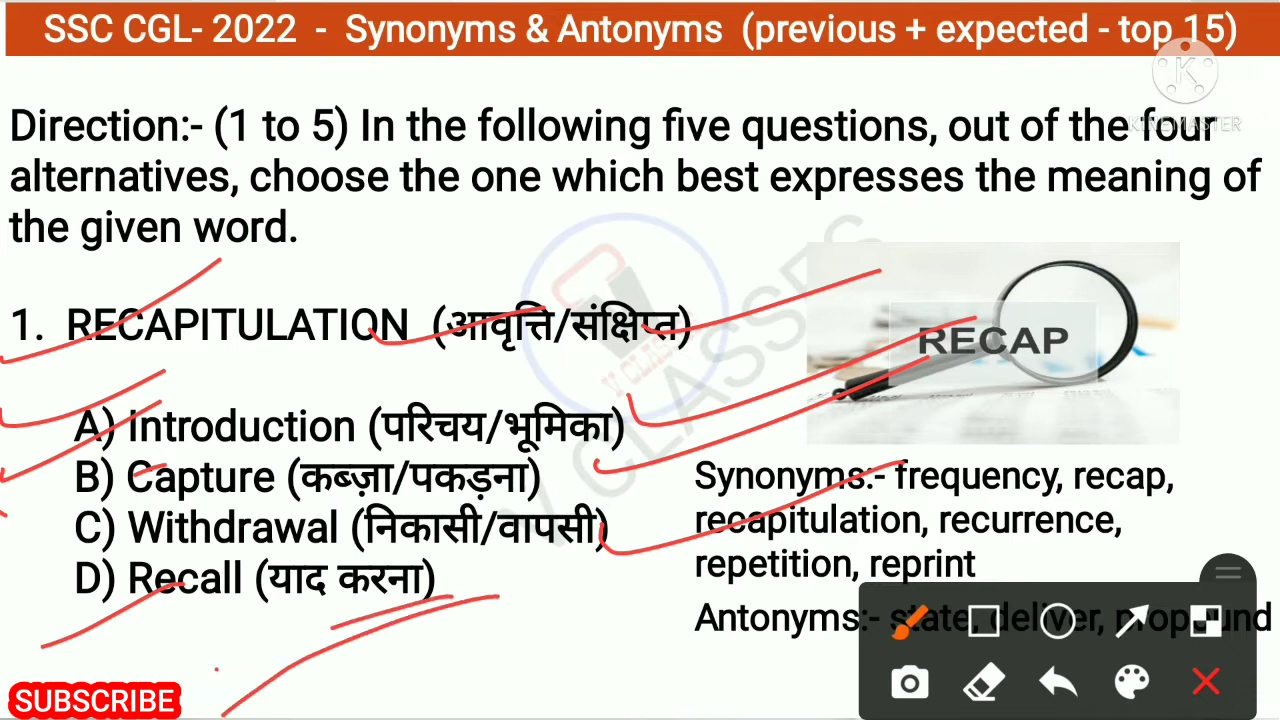 SSC CGL- 2022 - Synonyms & Antonyms (previous + expected - top 15)
KINEMASTER
Direction:- (1 to 5) In the following five questions, out of the four
alternatives, choose the one which best expresses the meaning of
the given word.
1. RECAPITULATION (आवृत्ति/संक्षिप्त)
RECAP
A) Introduction (परिचय/भूमिका)
B) Capture (कब्ज़ा/पकड़ना)
C) Withdrawal (निकासी/वापसी)
D) Recall (याद करना)
V CLASSES
Synonyms:- frequency, recap,
recapitulation, recurrence,
repetition, reprint
Antonyms:- state, deliver, propound
SUBSCRIBE